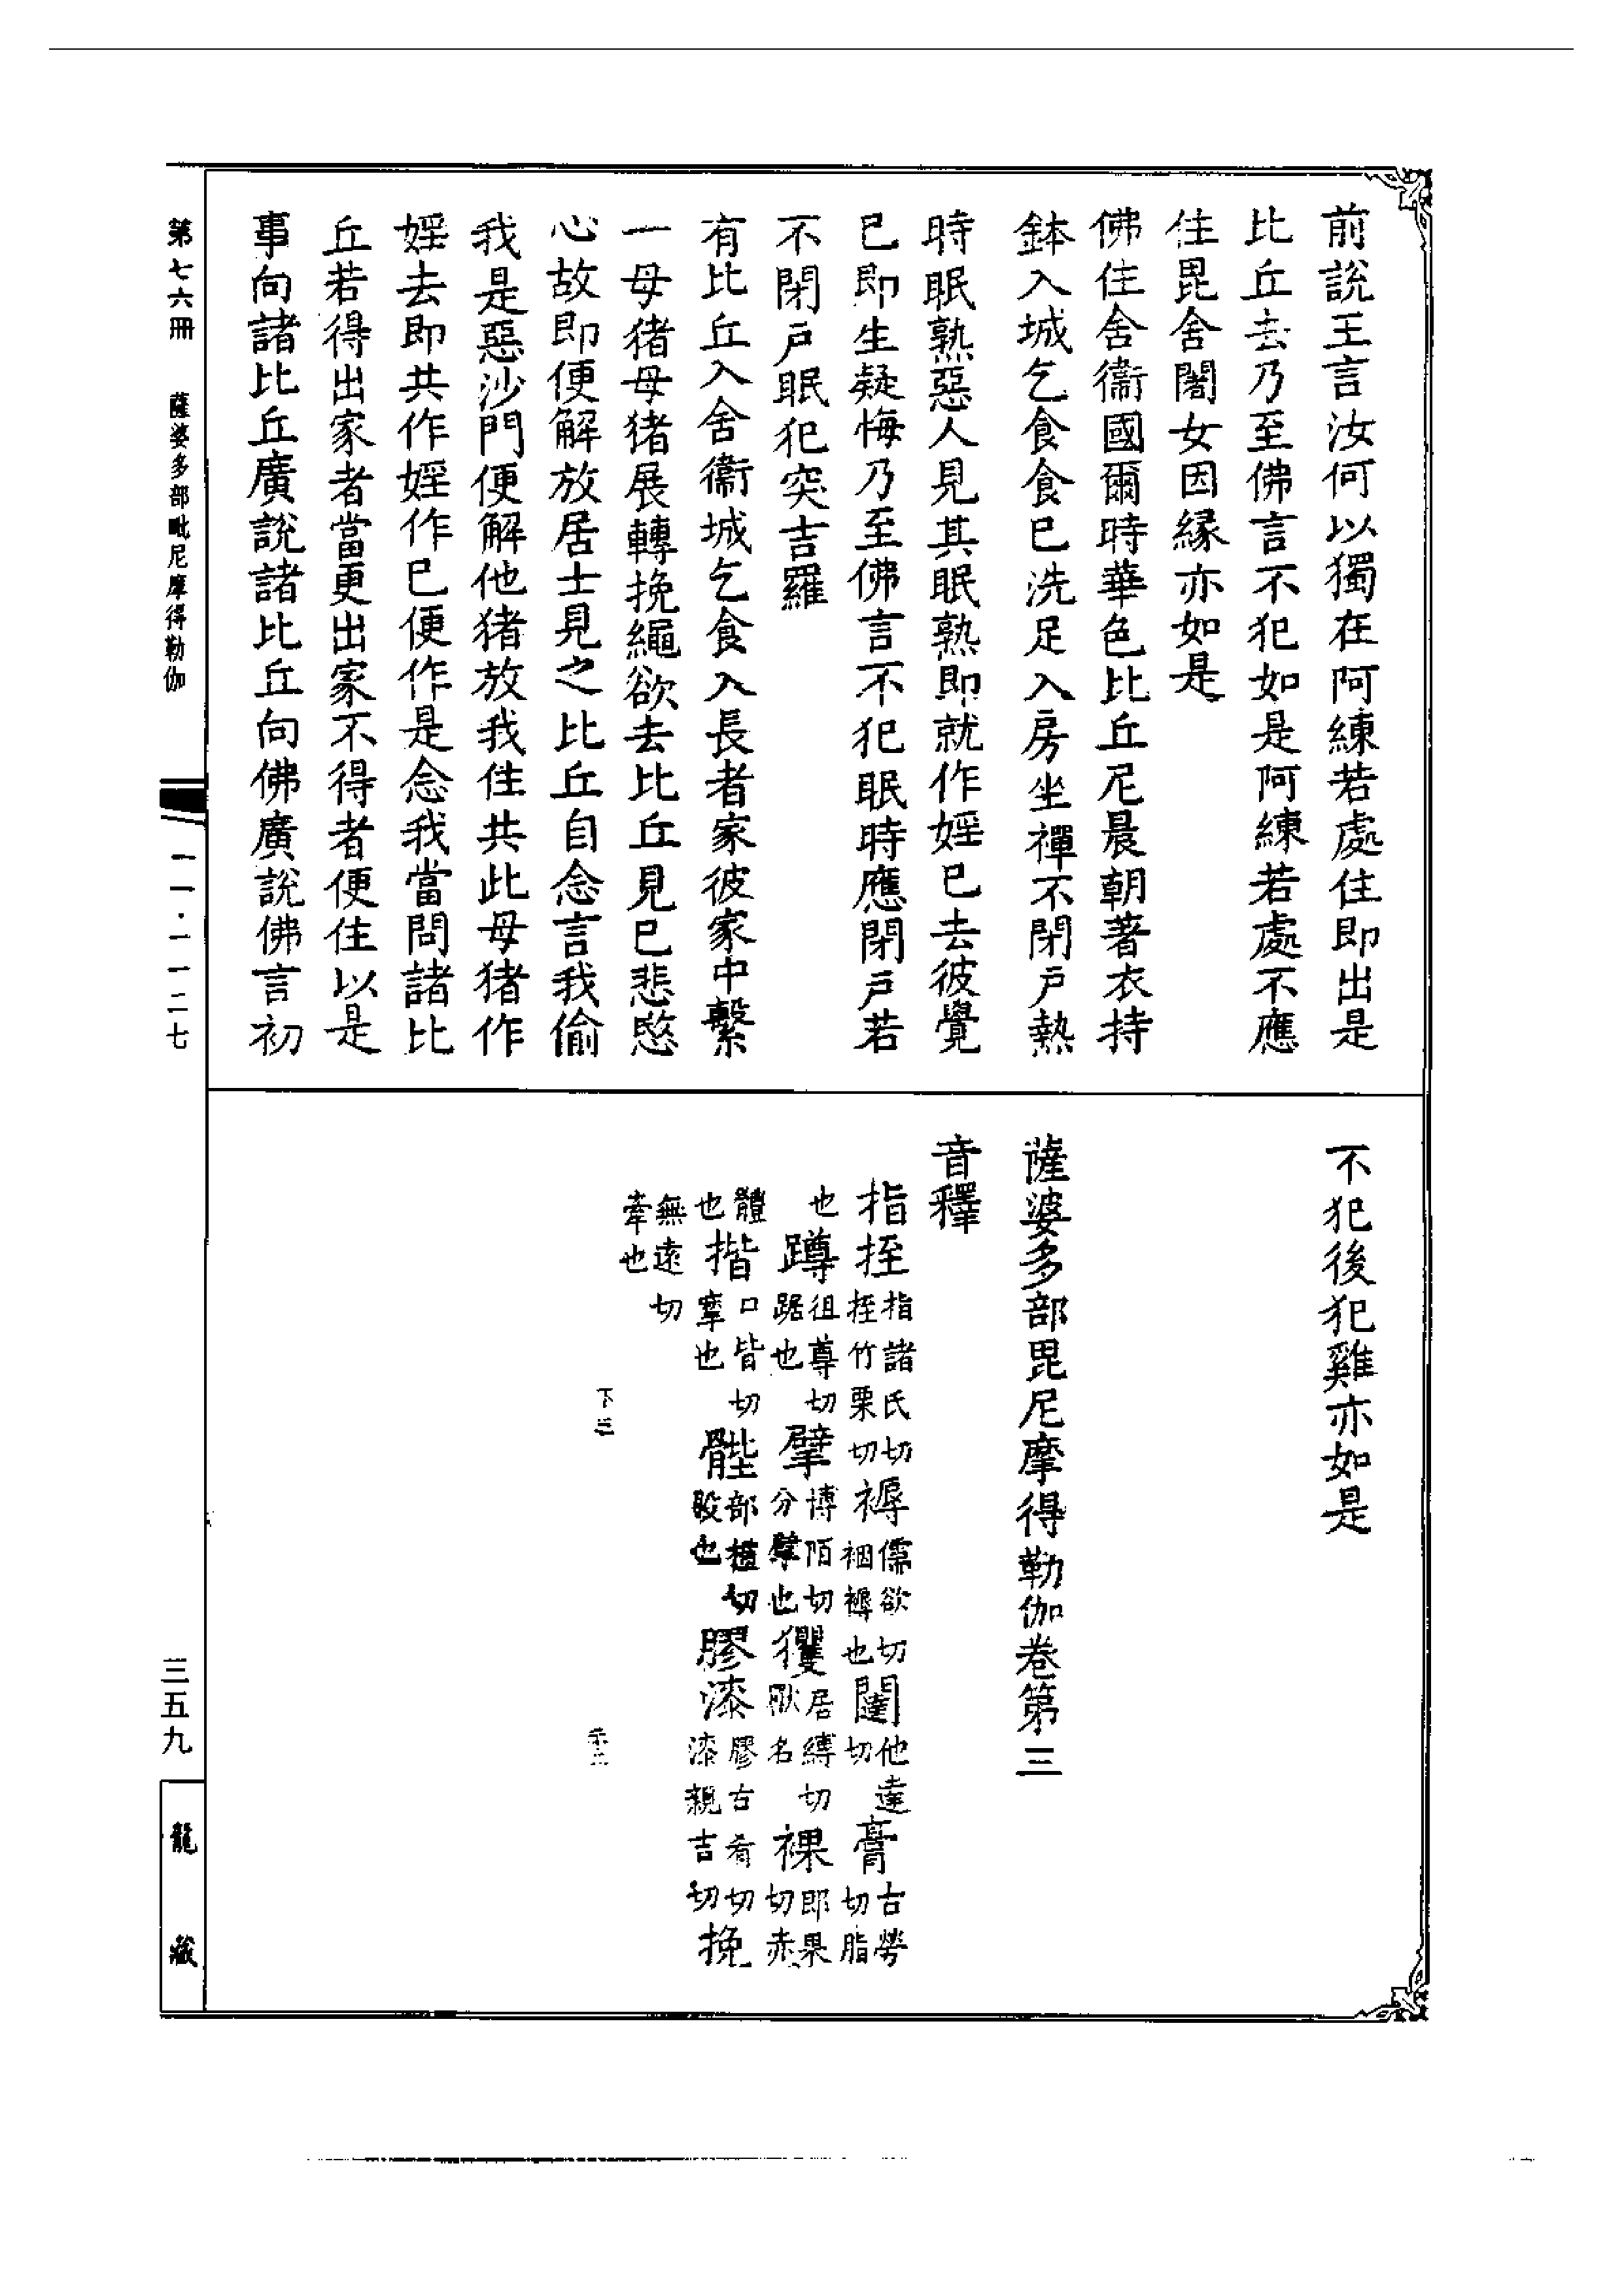 前說王言汝何以獨在阿練若處住即出是
比丘去乃至佛言不犯如是阿練若處不應
住毘舍闍女因緣亦如是
佛住舍衞國爾時華色比丘尼晨朝著衣持
鉢入城乞食食已洗足入房坐禪不閉戶熱
時眠熟惡人見其眠熟即就作婬已去彼覺
已即生疑悔乃至佛言不犯眠時應閉戶若
不閉戶眠犯突吉羅
有比丘入舍衞城乞食入長者家彼家中繫
一母猪母猪展轉挽繩欲去比丘見已悲愍
心故即便解放居士見之比丘自念言我偷
我是惡沙門便解他猪放我住共此母猪作
婬去即共作婬作已便作是念我當問諸比
丘若得出家者當更出家不得者便住以是
事向諸比丘廣說諸比丘向佛廣說佛言初
不犯後犯雞亦如是
薩婆多部毘尼摩得勒伽卷第三
音釋
指挃指諸氏切挃竹栗切褥儒欲切裀褥也闥他達切膏古勞切脂
也蹲徂尊切踞也擘博陌切分擘也玃居縛切獸名裸郎果切赤
體也揩口皆切摩也髀部禮切股也膠漆膠古肴切漆親吉切挽
無遠切牽也
第七六冊 薩婆多部毗尼摩得勒伽 一一·一一二七
三五九
龍藏